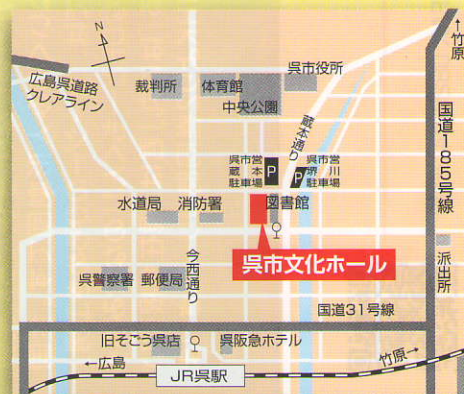 N
↑竹原
広島呉道路
クレアライン
裁判所
体育館
呉市役所
中央公園
国道185号線
蔵本通り
呉市営
蔵本
駐車場
P
P
呉市営
堺川
駐車場
水道局
消防署
図書館
今西通り
呉市文化ホール
派出所
呉警察署
郵便局
国道31号線
旧そごう呉店
呉阪急ホテル
←広島
竹原→
JR呉駅